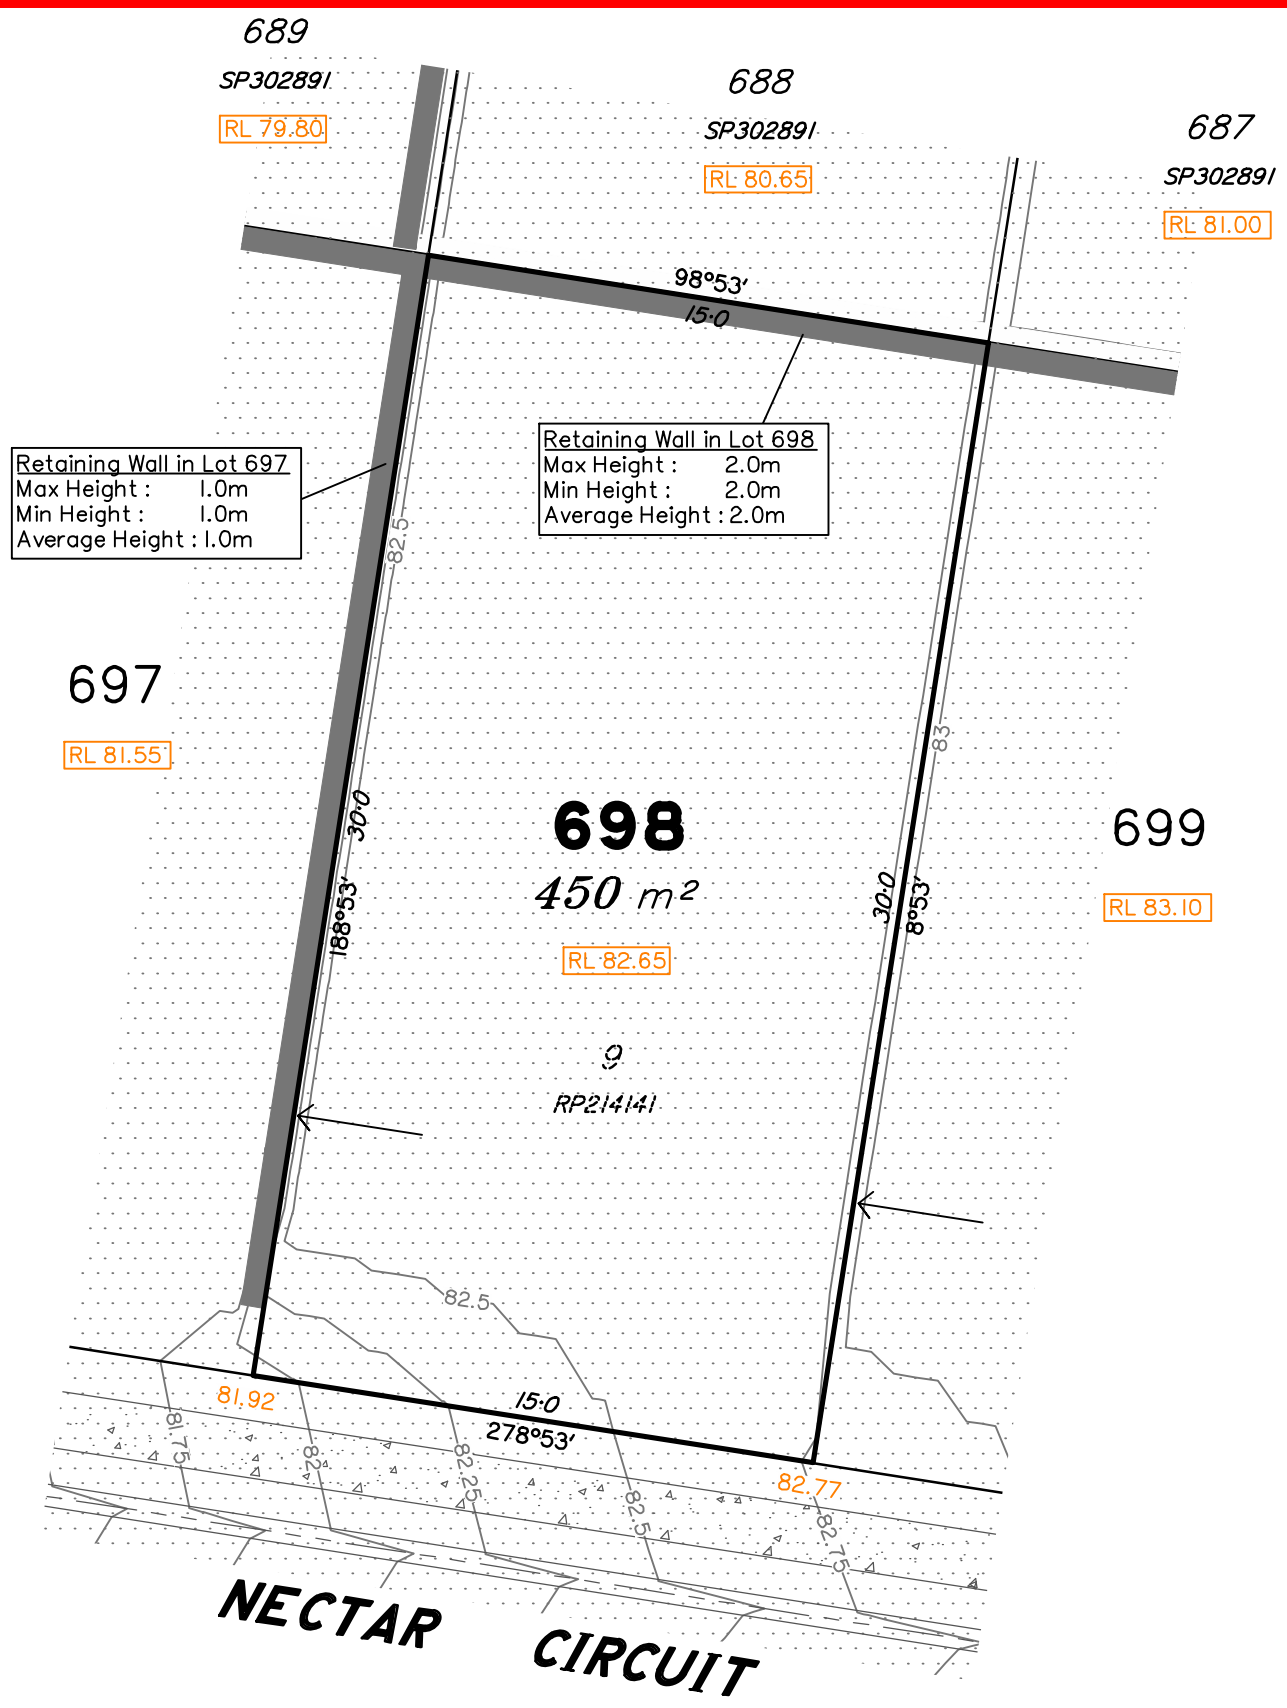 689
SP302891
RL 79.80
688
SP302891
RL 80.65
687
SP302891
RL 81.00
98°53'
15·0
Retaining Wall in Lot 697
Max Height : 1.0m
Min Height : 1.0m
Average Height : 1.0m
Retaining Wall in Lot 698
Max Height : 2.0m
Min Height : 2.0m
Average Height : 2.0m
82.5
697
RL 81.55
83
30·0
188°53'
698
450 m²
RL 82.65
30·0
8°53'
699
RL 83.10
9
RP214141
82.5
81.92
15·0
278°53'
82.77
81.75
82
82.25
82.5
82.75
NECTAR CIRCUIT